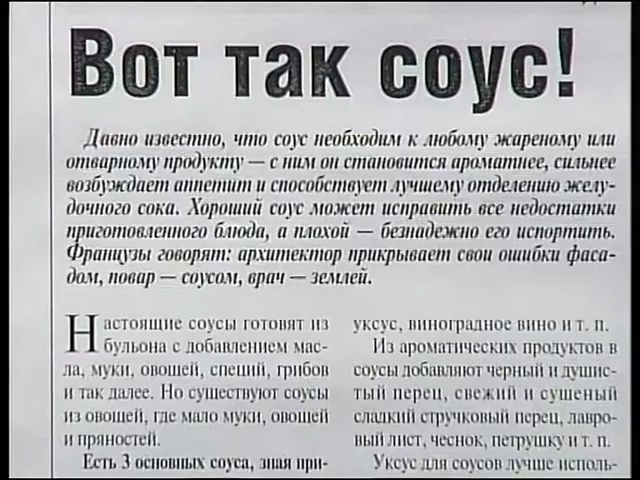 Вот так соус!
Давно известно, что соус необходим к любому жареному или
отварному продукту — с ним он становится ароматнее, сильнее
возбуждает аппетит и способствует лучшему отделению желу-
дочного сока. Хороший соус может исправить все недостатки
приготовленного блюда, а плохой — безнадежно его испортить.
Французы говорят: архитектор прикрывает свои ошибки фаса-
дом, повар — соусом, врач — землей.
Настоящие соусы готовят из
бульона с добавлением мас-
ла, муки, овощей, специй, грибов
и так далее. Но существуют соусы
из овощей, где мало муки, овощей
и пряностей.
Есть 3 основных соуса, зная при-
уксус, виноградное вино и т. п.
Из ароматических продуктов в
соусы добавляют черный и душис-
тый перец, свежий и сушеный
сладкий стручковый перец, лавро-
вый лист, чеснок, петрушку и т. п.
Уксус для соусов лучше исполь-